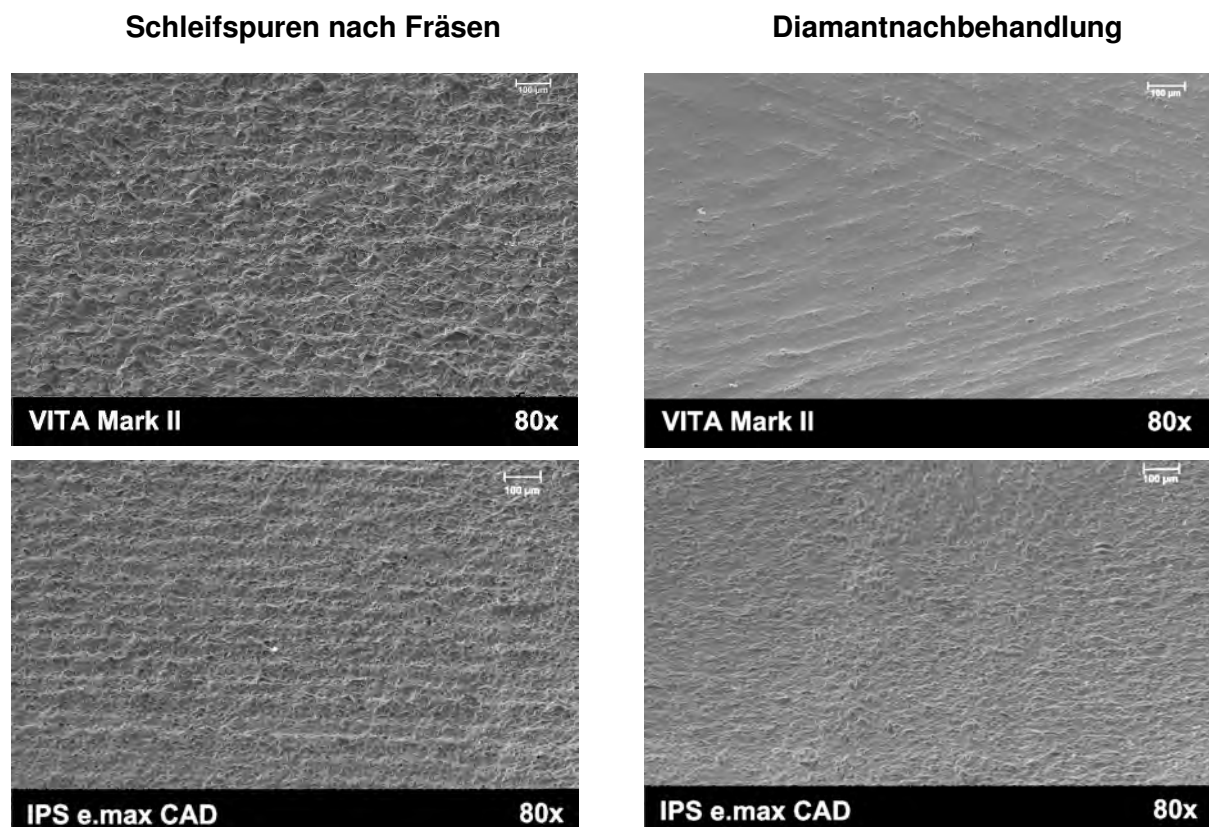 Schleifspuren nach Fräsen
Diamantnachbehandlung
100 µm
100 µm
VITA Mark II 80x
VITA Mark II 80x
100 µm
100 µm
IPS e.max CAD 80x
IPS e.max CAD 80x